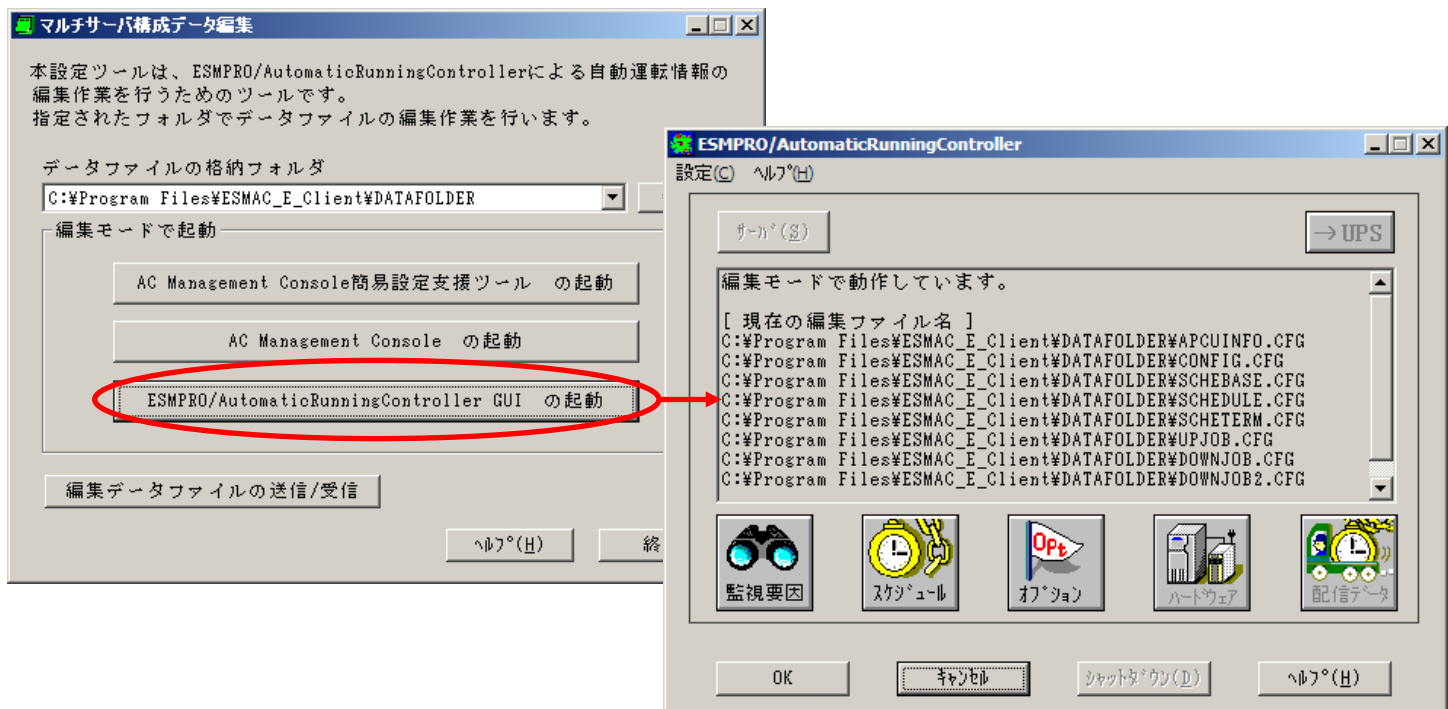 マルチサーバ構成データ編集
本設定ツールは、ESMPRO/AutomaticRunningControllerによる自動運転情報の
編集作業を行うためのツールです。
指定されたフォルダでデータファイルの編集作業を行います。
データファイルの格納フォルダ
C:¥Program Files¥ESMAC_E_Client¥DATAFOLDER
編集モードで起動
AC Management Console簡易設定支援ツール の起動
AC Management Console の起動
ESMPRO/AutomaticRunningController GUI の起動
編集データファイルの送信/受信
ヘルプ(H)
終
ESMPRO/AutomaticRunningController
設定(C) ヘルプ(H)
サーバ(S)
→UPS
編集モードで動作しています。
[ 現在の編集ファイル名 ]
C:¥Program Files¥ESMAC_E_Client¥DATAFOLDER¥APCUINFO.CFG
C:¥Program Files¥ESMAC_E_Client¥DATAFOLDER¥CONFIG.CFG
C:¥Program Files¥ESMAC_E_Client¥DATAFOLDER¥SCHEBASE.CFG
C:¥Program Files¥ESMAC_E_Client¥DATAFOLDER¥SCHEDULE.CFG
C:¥Program Files¥ESMAC_E_Client¥DATAFOLDER¥SCHETERM.CFG
C:¥Program Files¥ESMAC_E_Client¥DATAFOLDER¥UPJOB.CFG
C:¥Program Files¥ESMAC_E_Client¥DATAFOLDER¥DOWNJOB.CFG
C:¥Program Files¥ESMAC_E_Client¥DATAFOLDER¥DOWNJOB2.CFG
OPt
監視要因
スケジュール
オプション
ハードウェア
配信データ
OK
キャンセル
シャットダウン(D)
ヘルプ(H)